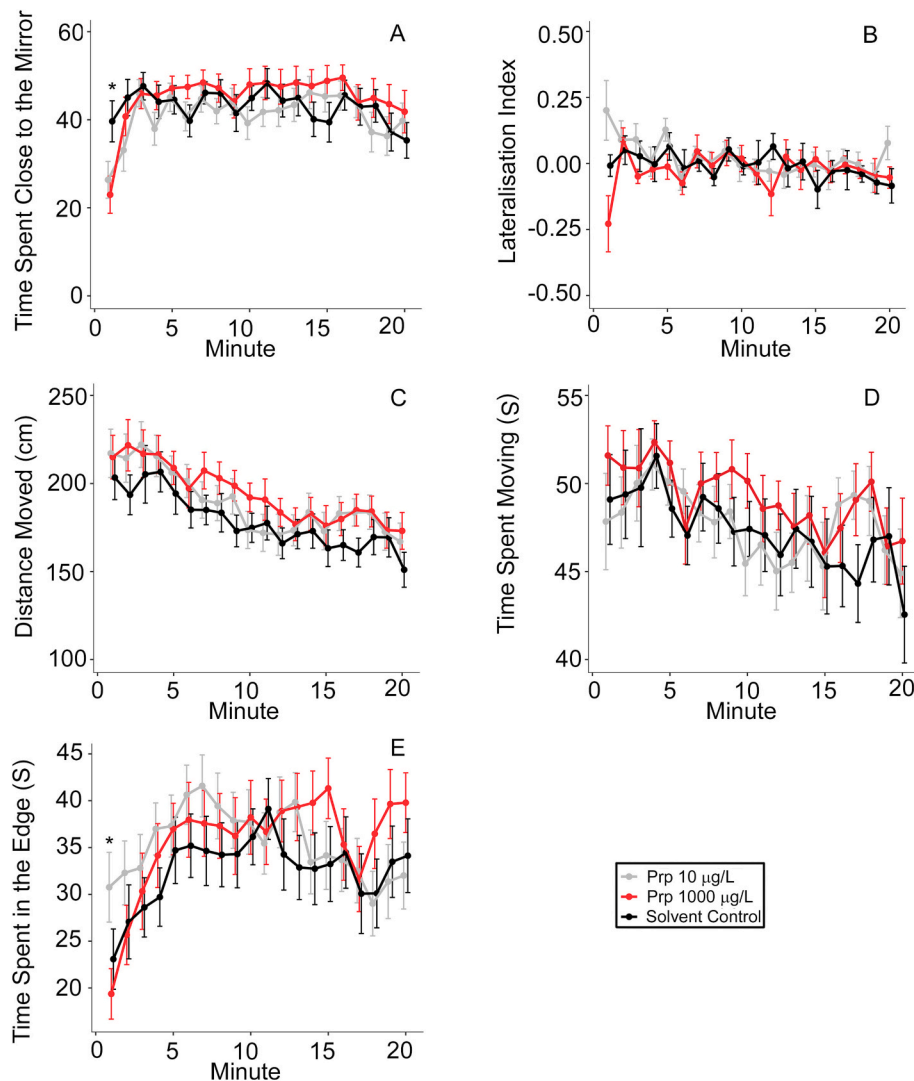 A
Time Spent Close to the Mirror
60
40
20
0
*
0 5 10 15 20
Minute
B
Lateralisation Index
0.50
0.25
0.00
-0.25
-0.50
0 5 10 15 20
Minute
C
Distance Moved (cm)
250
200
150
100
0 5 10 15 20
Minute
D
Time Spent Moving (S)
55
50
45
40
0 5 10 15 20
Minute
E
Time Spent in the Edge (S)
45
40
35
30
25
20
*
0 5 10 15 20
Minute
Prp 10 µg/L
Prp 1000 µg/L
Solvent Control